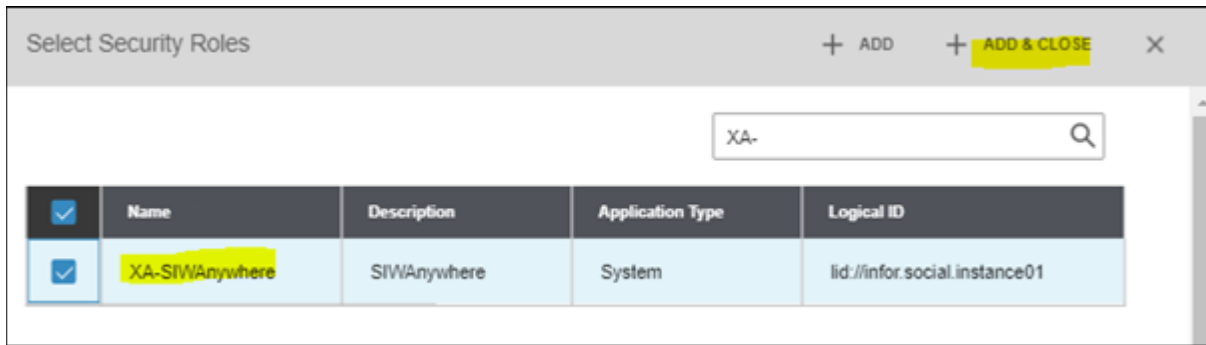 Select Security Roles + ADD + ADD & CLOSE ×
XA-
Name Description Application Type Logical ID
XA-SIWAnywhere SIWAnywhere System lid://infor.social.instance01